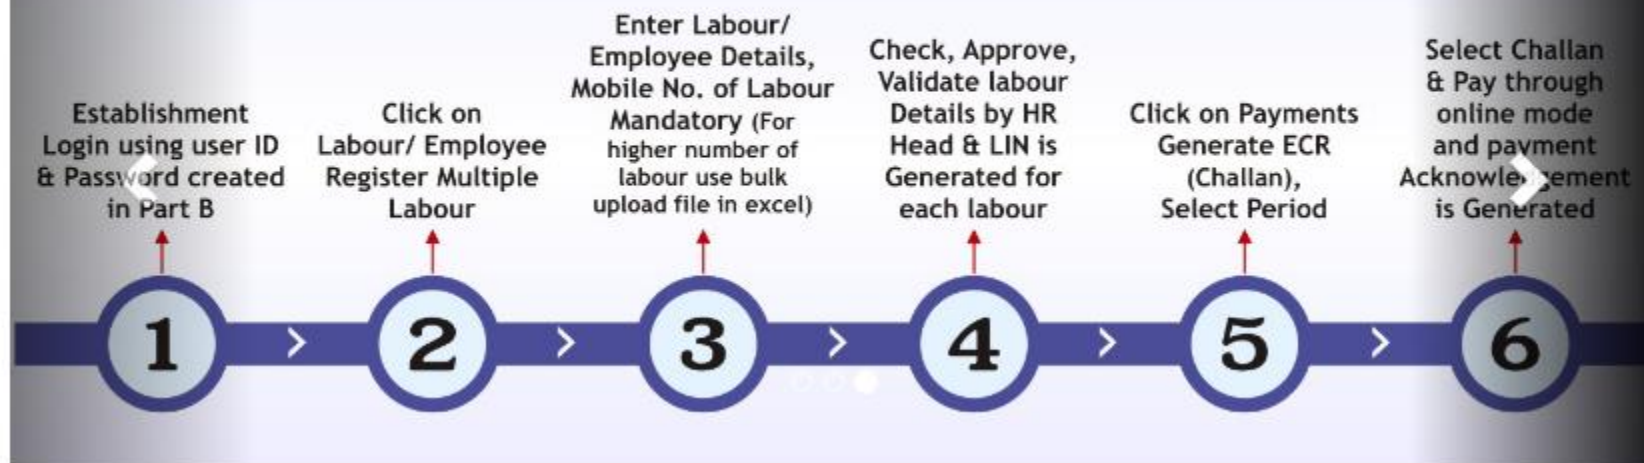 Establishment
Login using user ID
& Password created
in Part B
Click on
Labour/ Employee
Register Multiple
Labour
Enter Labour/
Employee Details,
Mobile No. of Labour
Mandatory (For
higher number of
labour use bulk
upload file in excel)
Check, Approve,
Validate labour
Details by HR
Head & LIN is
Generated for
each labour
Click on Payments
Generate ECR
(Challan),
Select Period
Select Challan
& Pay through
online mode
and payment
Acknowledgement
is Generated
1 > 2 > 3 > 4 > 5 > 6